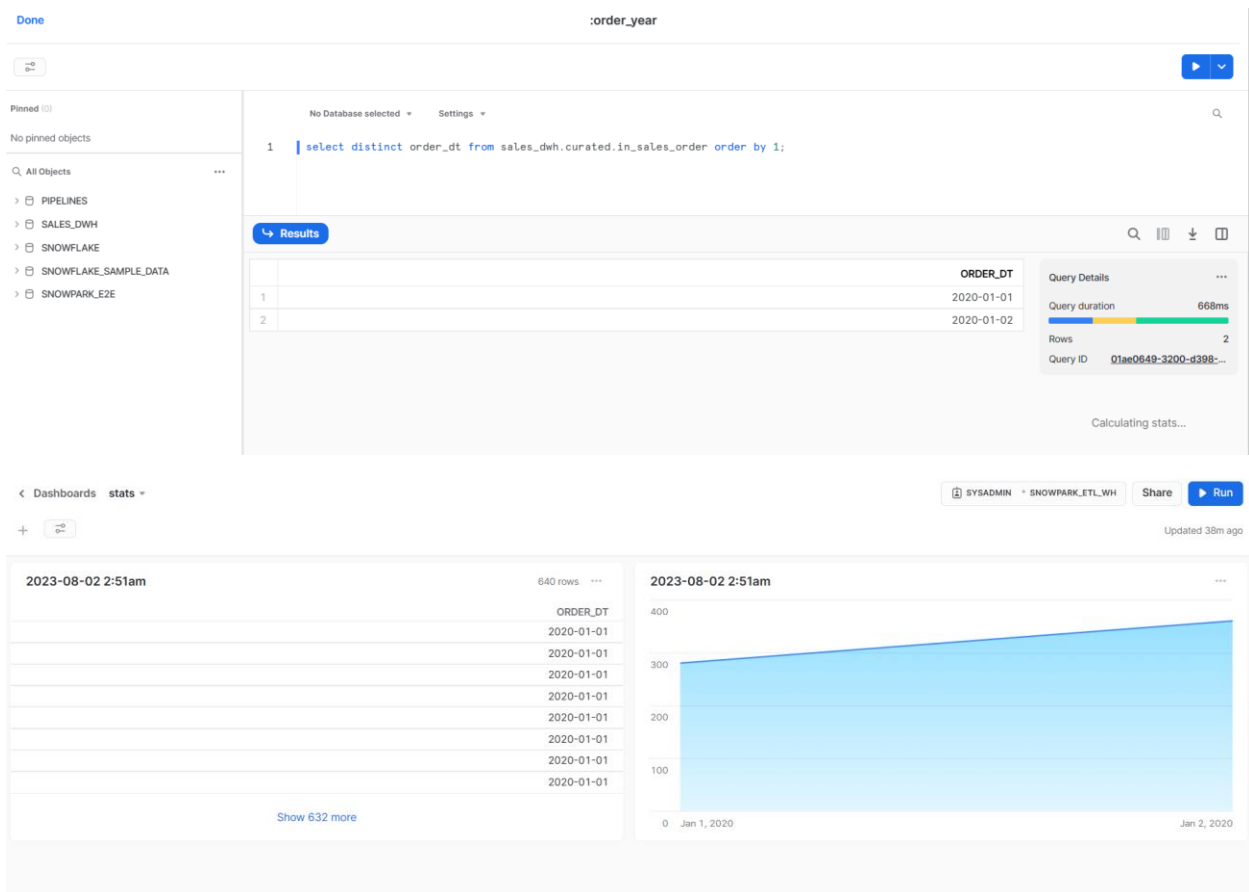 Done
:order_year
Pinned (0)
No pinned objects
All Objects
PIPELINES
SALES_DWH
SNOWFLAKE
SNOWFLAKE_SAMPLE_DATA
SNOWPARK_E2E
No Database selected Settings
1 select distinct order_dt from sales_dwh.curated.in_sales_order order by 1;
Results
ORDER_DT
1 2020-01-01
2 2020-01-02
Query Details
Query duration 668ms
Rows 2
Query ID 01ae0649-3200-d398-...
Calculating stats...
Dashboards stats
SYSADMIN SNOWPARK_ETL_WH Share Run
Updated 38m ago
2023-08-02 2:51am 640 rows
ORDER_DT
2020-01-01
2020-01-01
2020-01-01
2020-01-01
2020-01-01
2020-01-01
2020-01-01
2020-01-01
Show 632 more
2023-08-02 2:51am
400
300
200
100
0 Jan 1, 2020 Jan 2, 2020